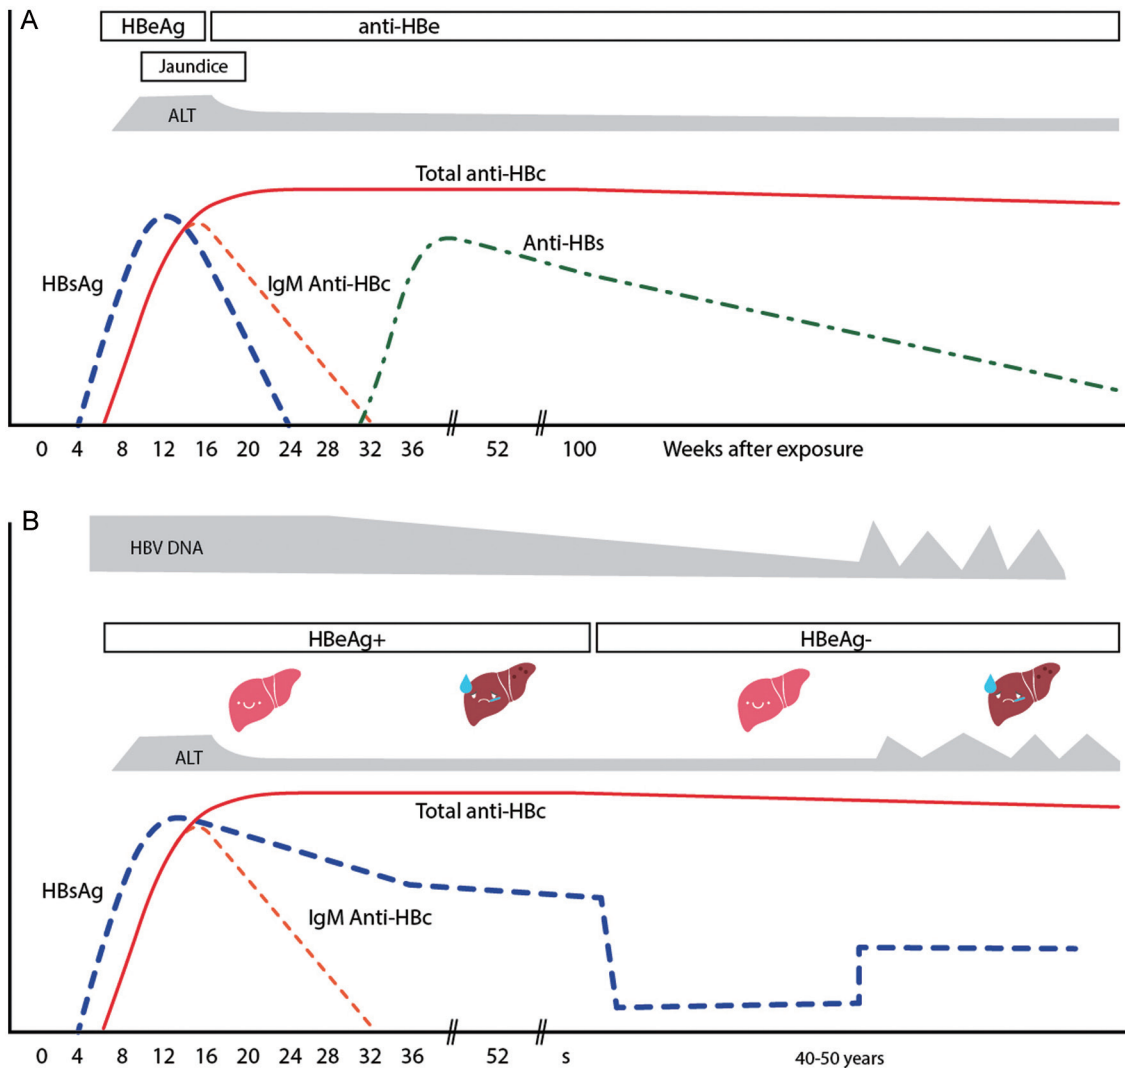 A
HBeAg
anti-HBe
Jaundice
ALT
Total anti-HBc
HBsAg
IgM Anti-HBc
Anti-HBs
0 4 8 12 16 20 24 28 32 36 52 100 Weeks after exposure
B
HBV DNA
HBeAg+
HBeAg-
ALT
Total anti-HBc
HBsAg
IgM Anti-HBc
0 4 8 12 16 20 24 28 32 36 52 s 40-50 years